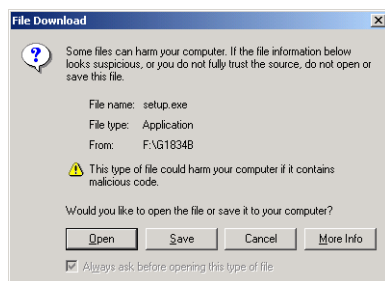 File Download
Some files can harm your computer. If the file information below
looks suspicious, or you do not fully trust the source, do not open or
save this file.
File name: setup.exe
File type: Application
From: F:\G1834B
This type of file could harm your computer if it contains
malicious code.
Would you like to open the file or save it to your computer?
Open Save Cancel More Info
Always ask before opening this type of file